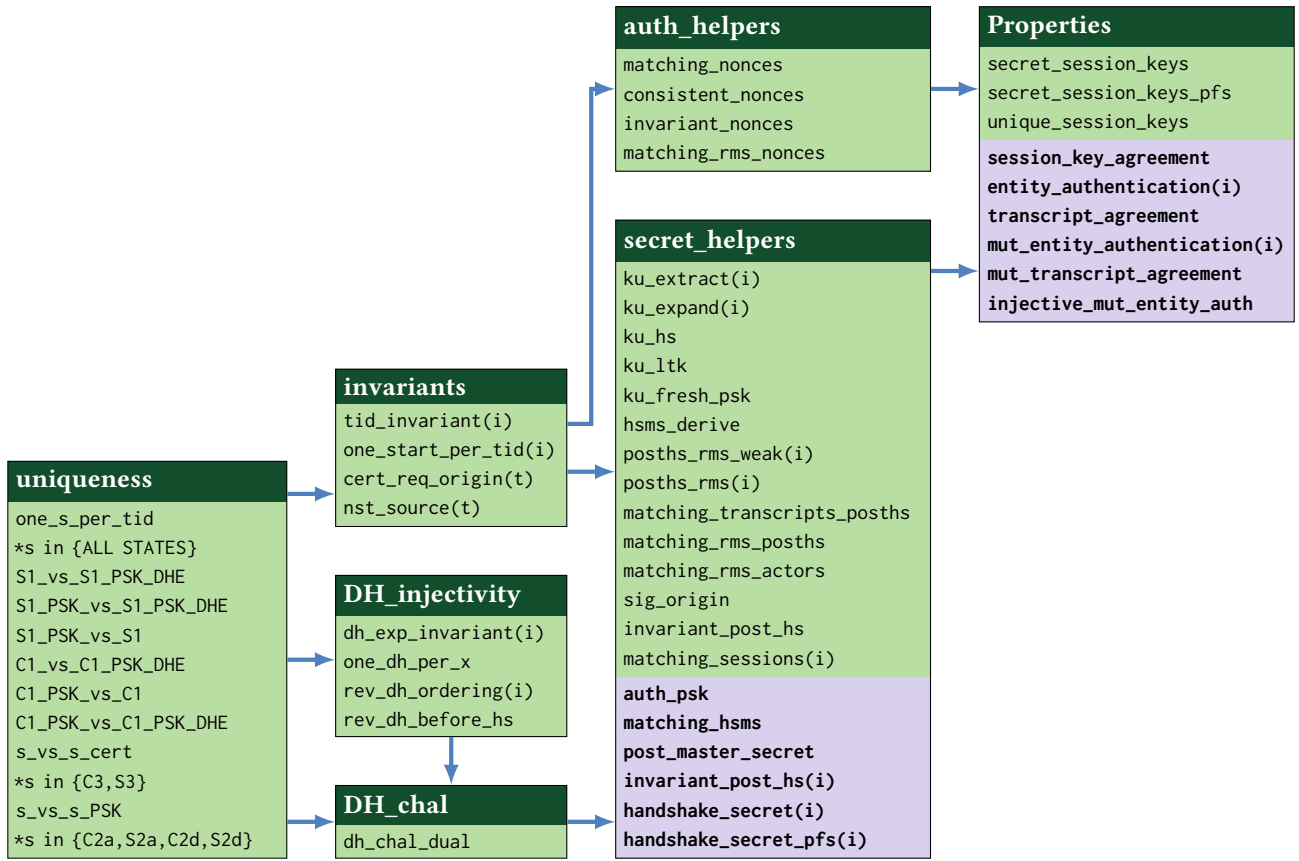 uniqueness
one_s_per_tid
*s in {ALL STATES}
S1_vs_S1_PSK_DHE
S1_PSK_vs_S1_PSK_DHE
S1_PSK_vs_S1
C1_vs_C1_PSK_DHE
C1_PSK_vs_C1
C1_PSK_vs_C1_PSK_DHE
s_vs_s_cert
*s in {C3,S3}
s_vs_s_PSK
*s in {C2a,S2a,C2d,S2d}
invariants
tid_invariant(i)
one_start_per_tid(i)
cert_req_origin(t)
nst_source(t)
DH_injectivity
dh_exp_invariant(i)
one_dh_per_x
rev_dh_ordering(i)
rev_dh_before_hs
DH_chal
dh_chal_dual
auth_helpers
matching_nonces
consistent_nonces
invariant_nonces
matching_rms_nonces
secret_helpers
ku_extract(i)
ku_expand(i)
ku_hs
ku_ltk
ku_fresh_psk
hsms_derive
posths_rms_weak(i)
posths_rms(i)
matching_transcripts_posths
matching_rms_posths
matching_rms_actors
sig_origin
invariant_post_hs
matching_sessions(i)
auth_psk
matching_hsms
post_master_secret
invariant_post_hs(i)
handshake_secret(i)
handshake_secret_pfs(i)
Properties
secret_session_keys
secret_session_keys_pfs
unique_session_keys
session_key_agreement
entity_authentication(i)
transcript_agreement
mut_entity_authentication(i)
mut_transcript_agreement
injective_mut_entity_auth